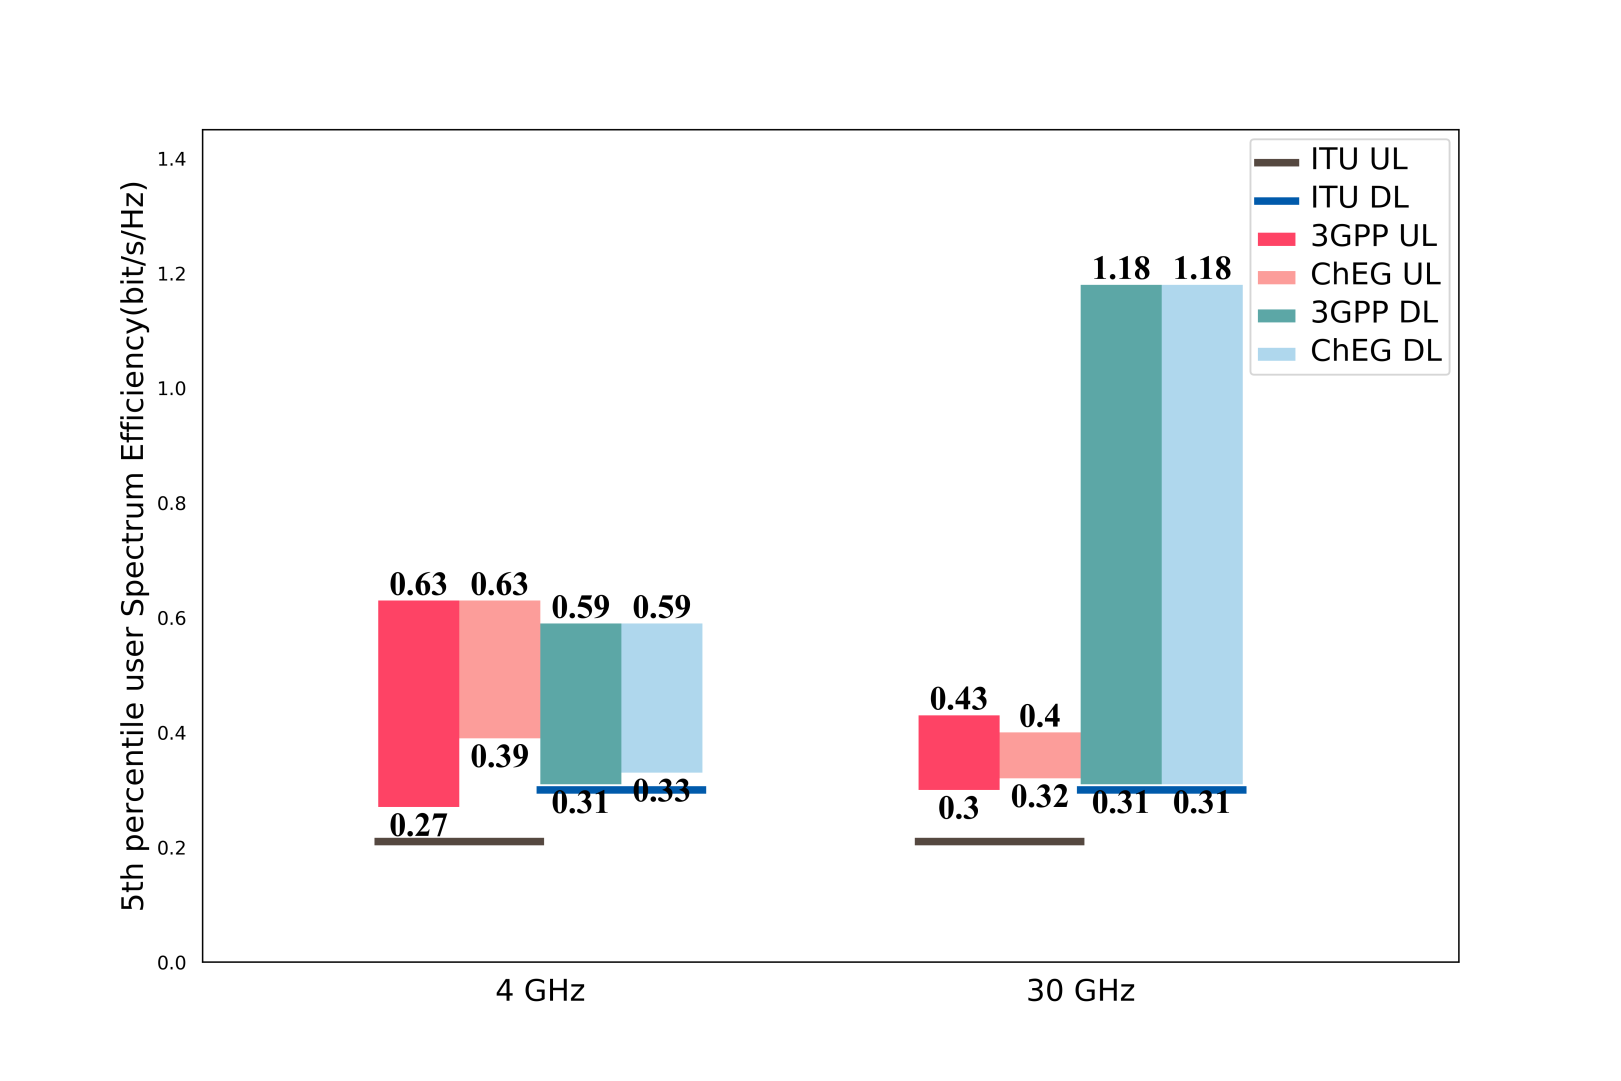 5th percentile user Spectrum Efficiency(bit/s/Hz)
1.4
1.2
1.0
0.8
0.6
0.4
0.2
0.0
0.63 0.63
0.59 0.59
0.39
0.31 0.33
0.27
1.18 1.18
0.43
0.4
0.3
0.32
0.31 0.31
4 GHz
30 GHz
ITU UL
ITU DL
3GPP UL
ChEG UL
3GPP DL
ChEG DL